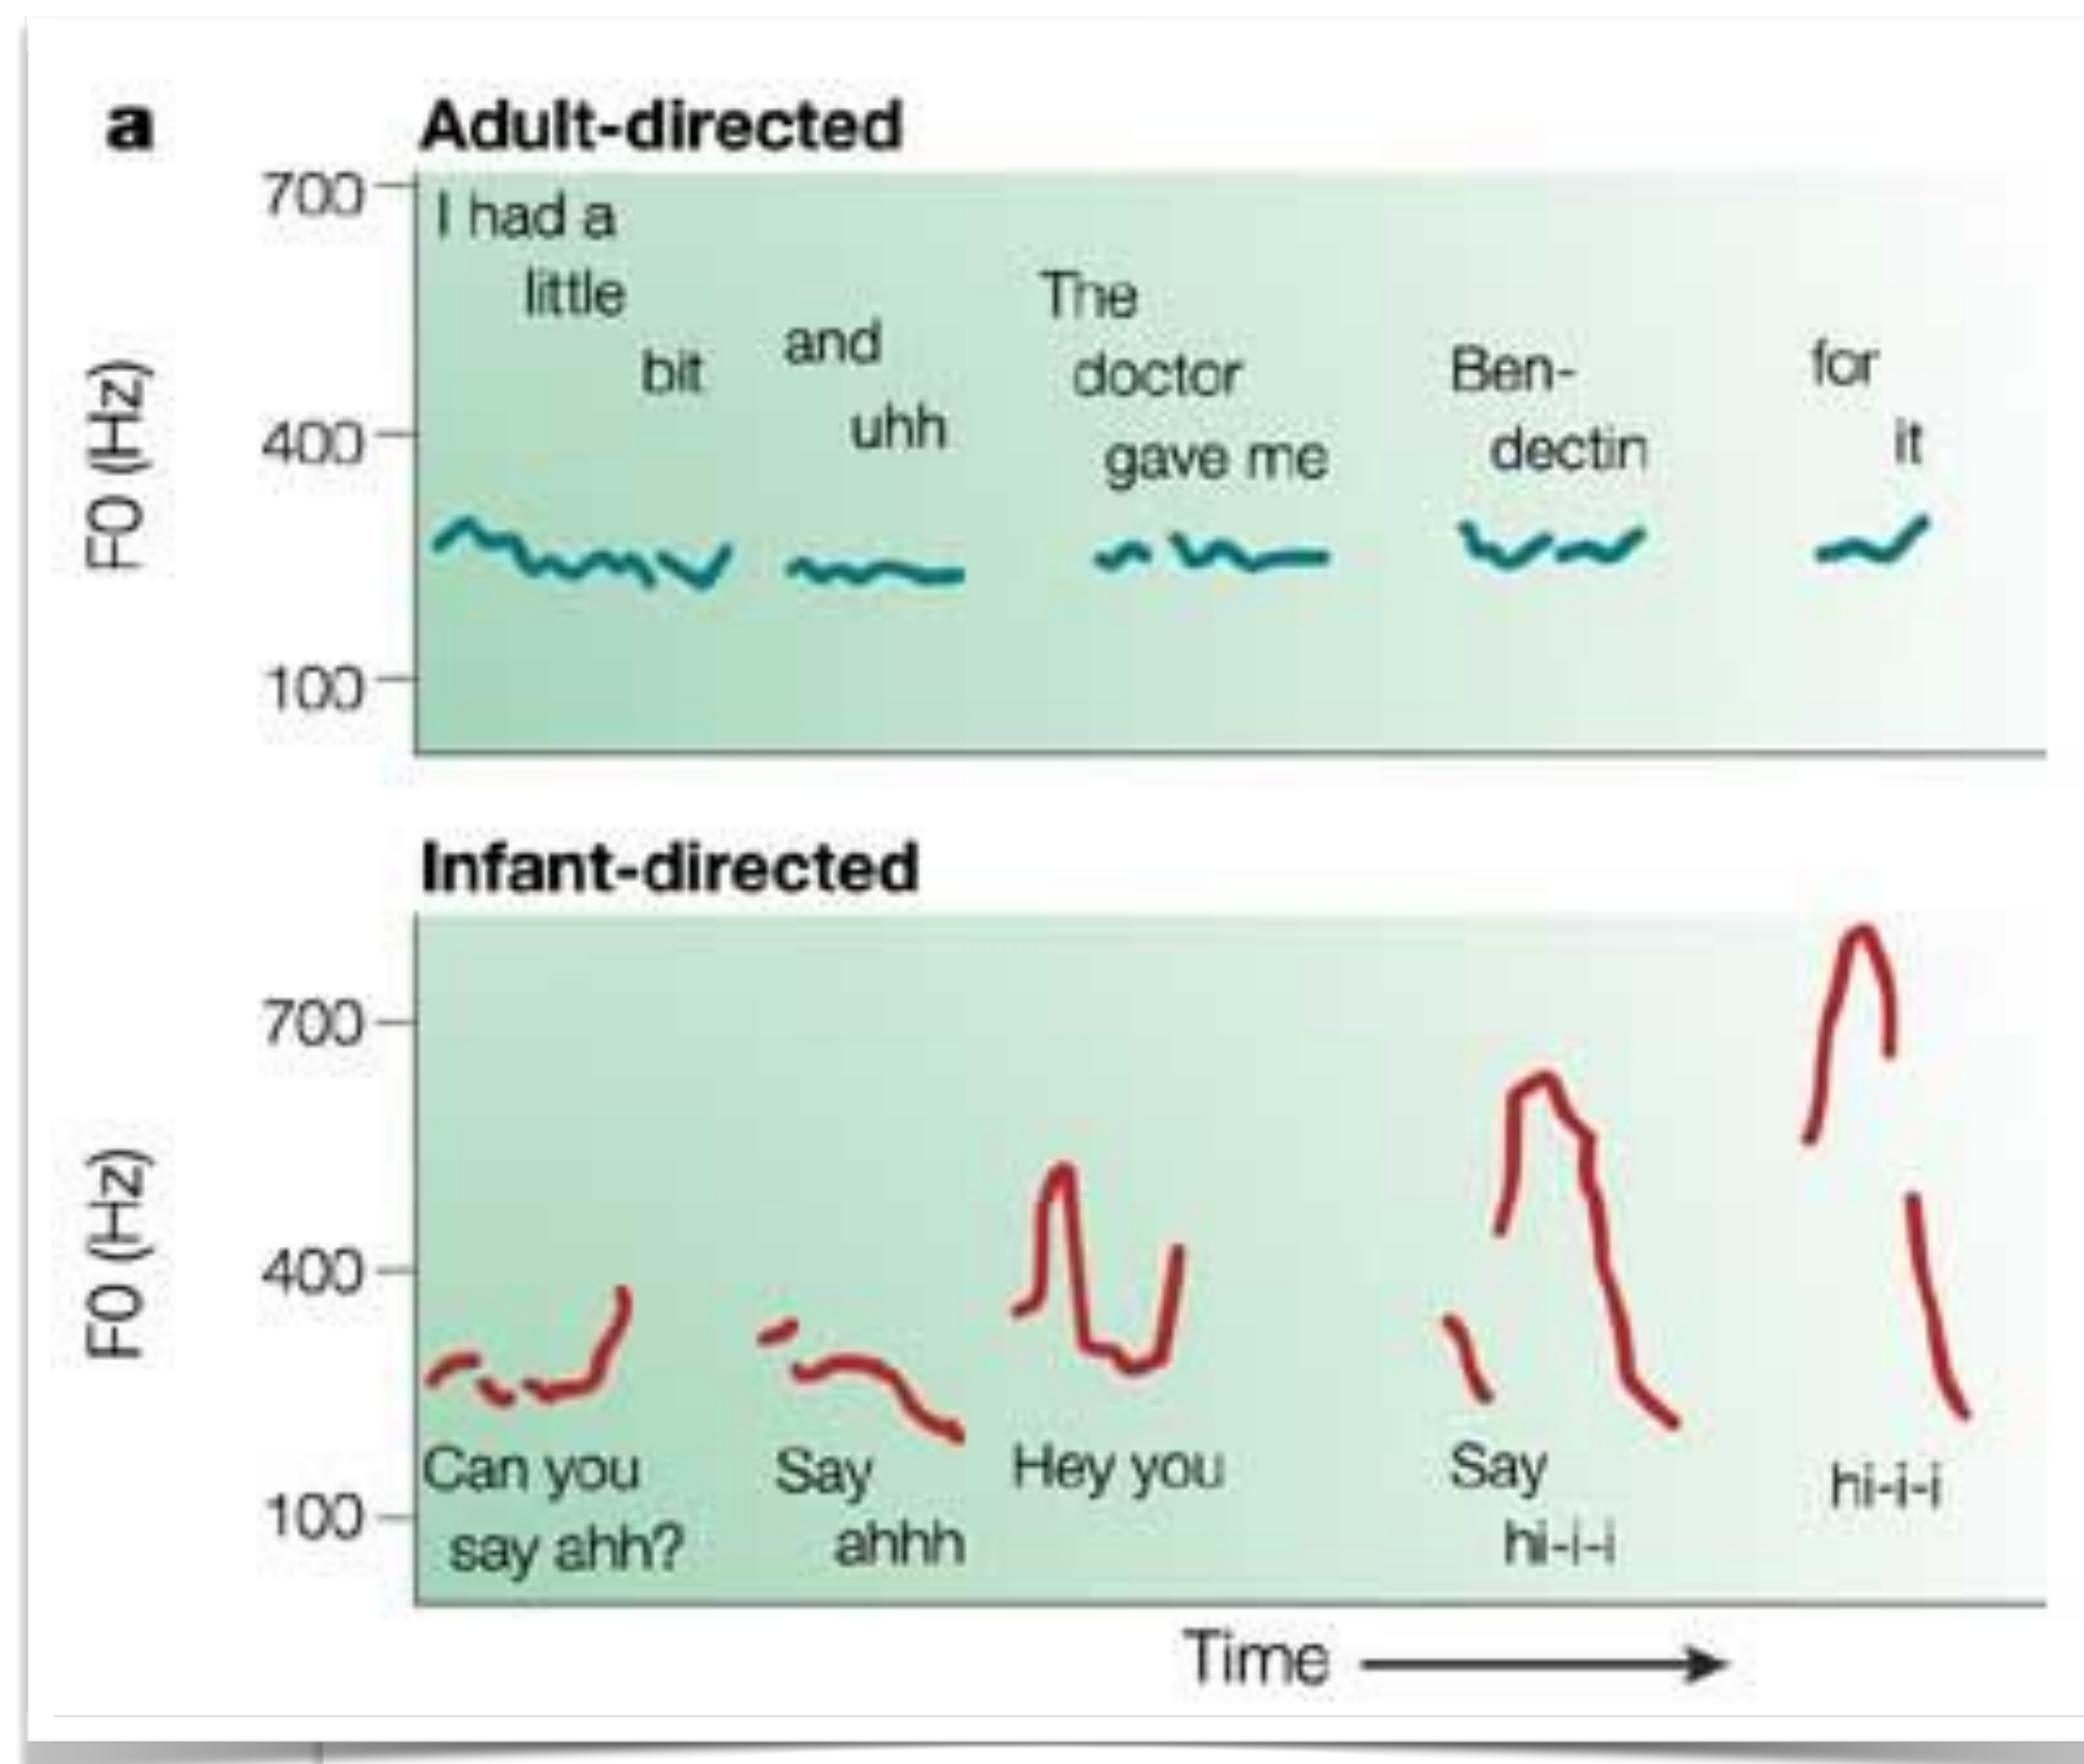 a
Adult-directed
700
400
100
F0 (Hz)
I had a
little
bit
and
uhh
The
doctor
gave me
Ben-
dectin
for
it
Infant-directed
700
400
100
F0 (Hz)
Can you
say ahh?
Say
ahhh
Hey you
Say
hi-i-i
hi-i-i
Time